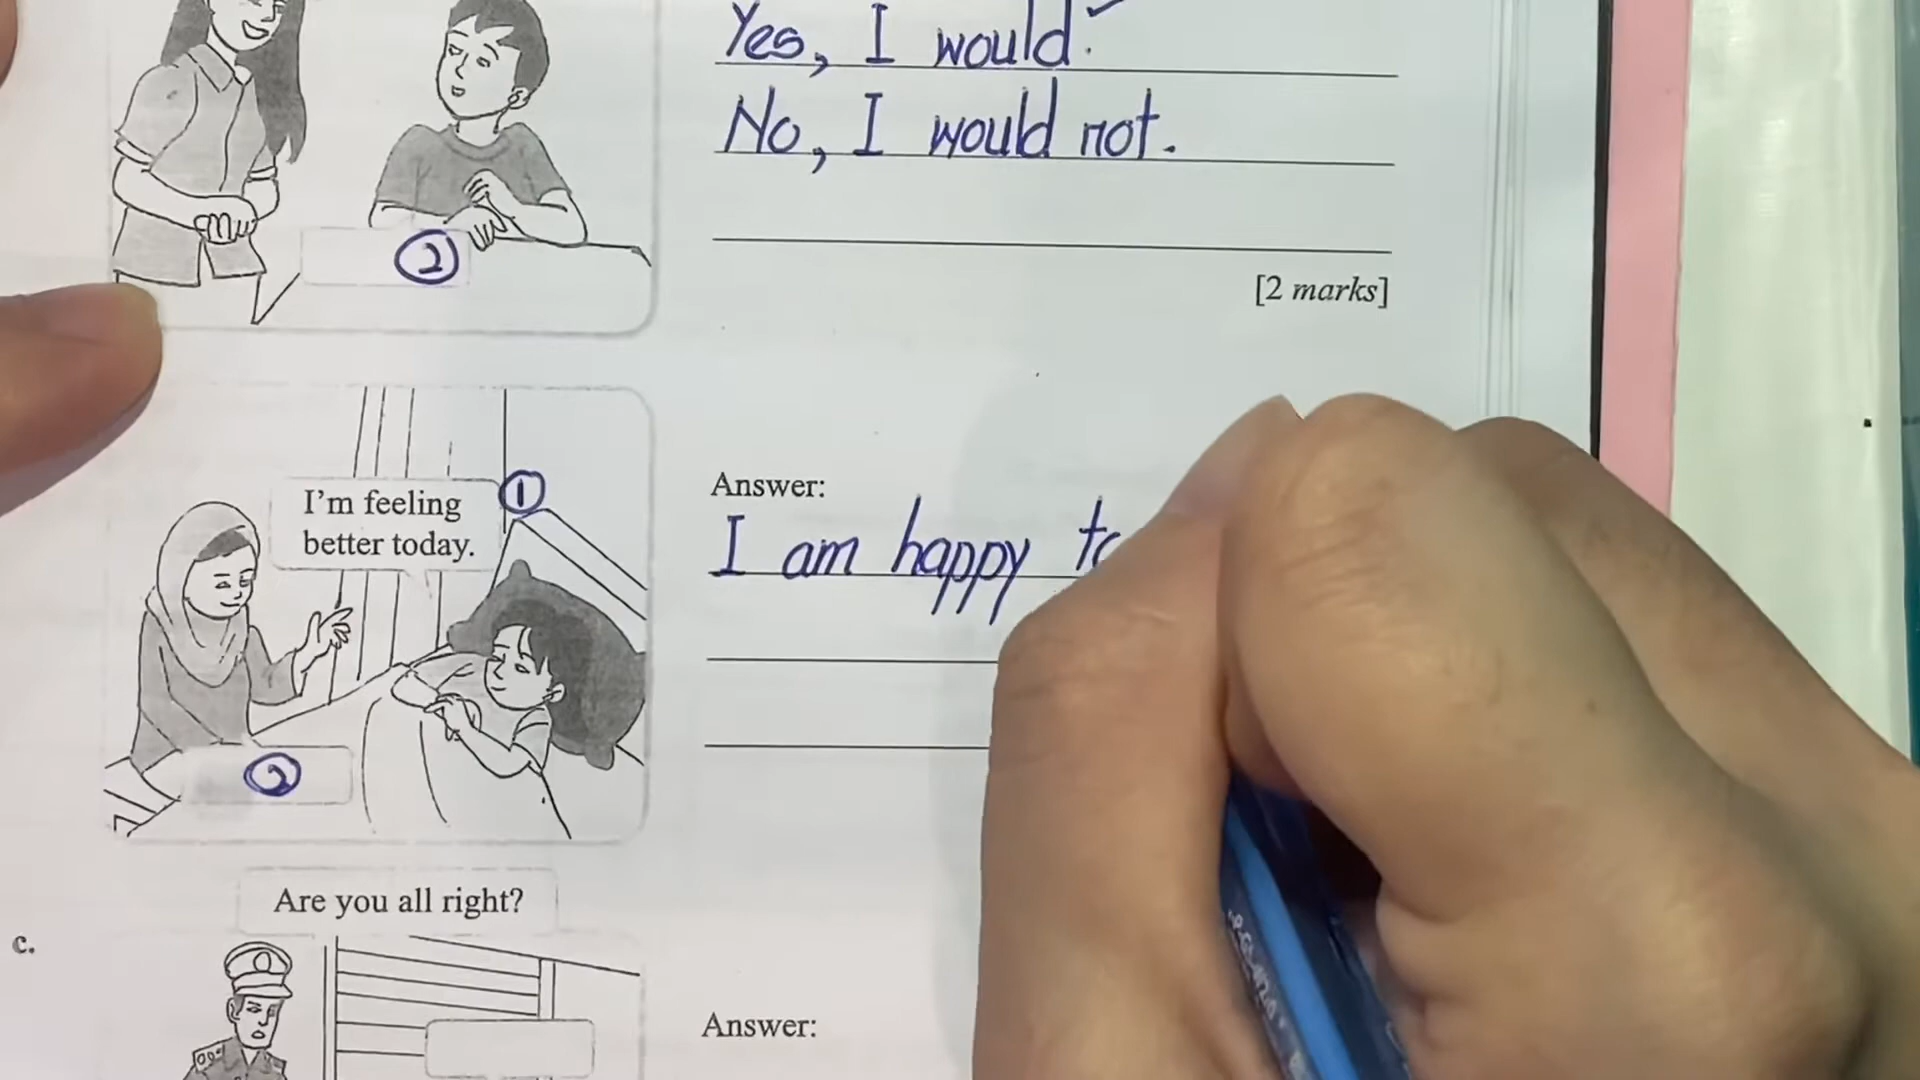 Yes, I would.
No, I would not.
2
[2 marks]
I'm feeling
better today.
1
Answer:
I am happy
2
Are you all right?
c.
Answer: